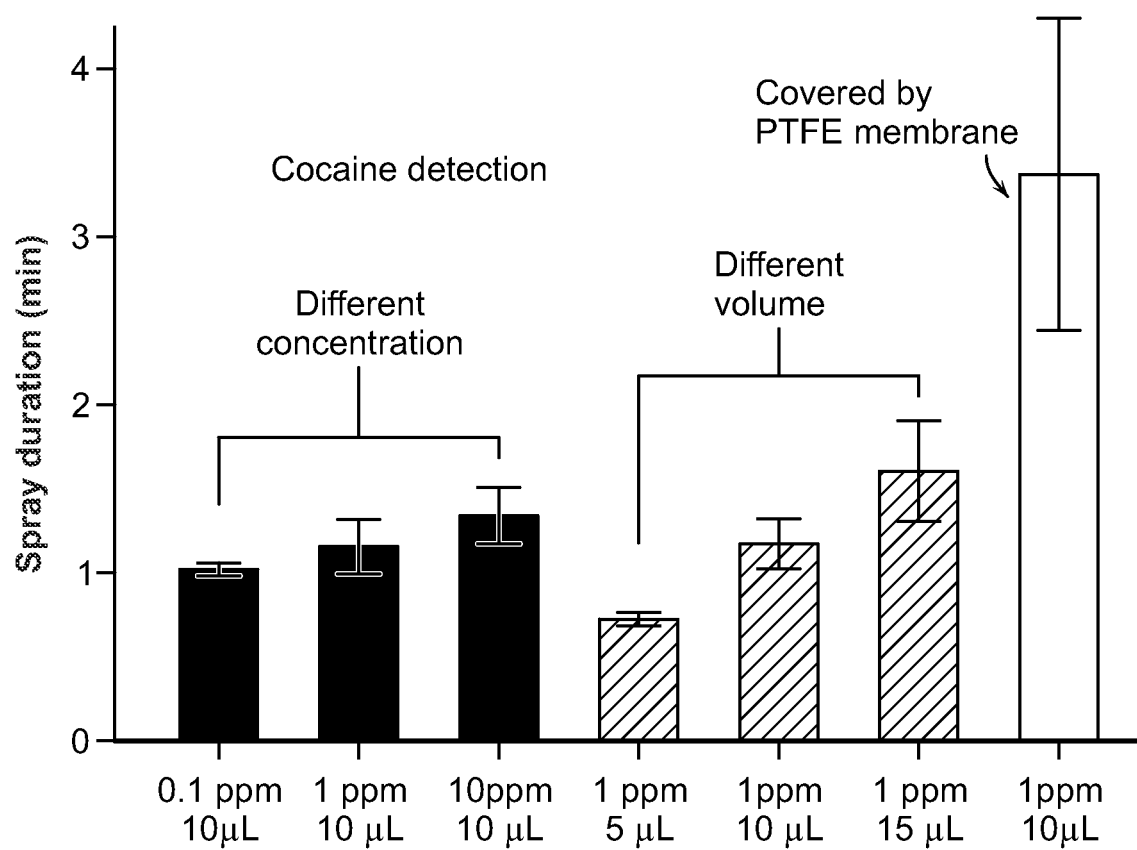 4
3
2
1
0
Spray duration (min)
Cocaine detection
Different
concentration
Different
volume
Covered by
PTFE membrane
0.1 ppm
10µL
1 ppm
10 µL
10ppm
10 µL
1 ppm
5 µL
1ppm
10 µL
1 ppm
15 µL
1ppm
10µL